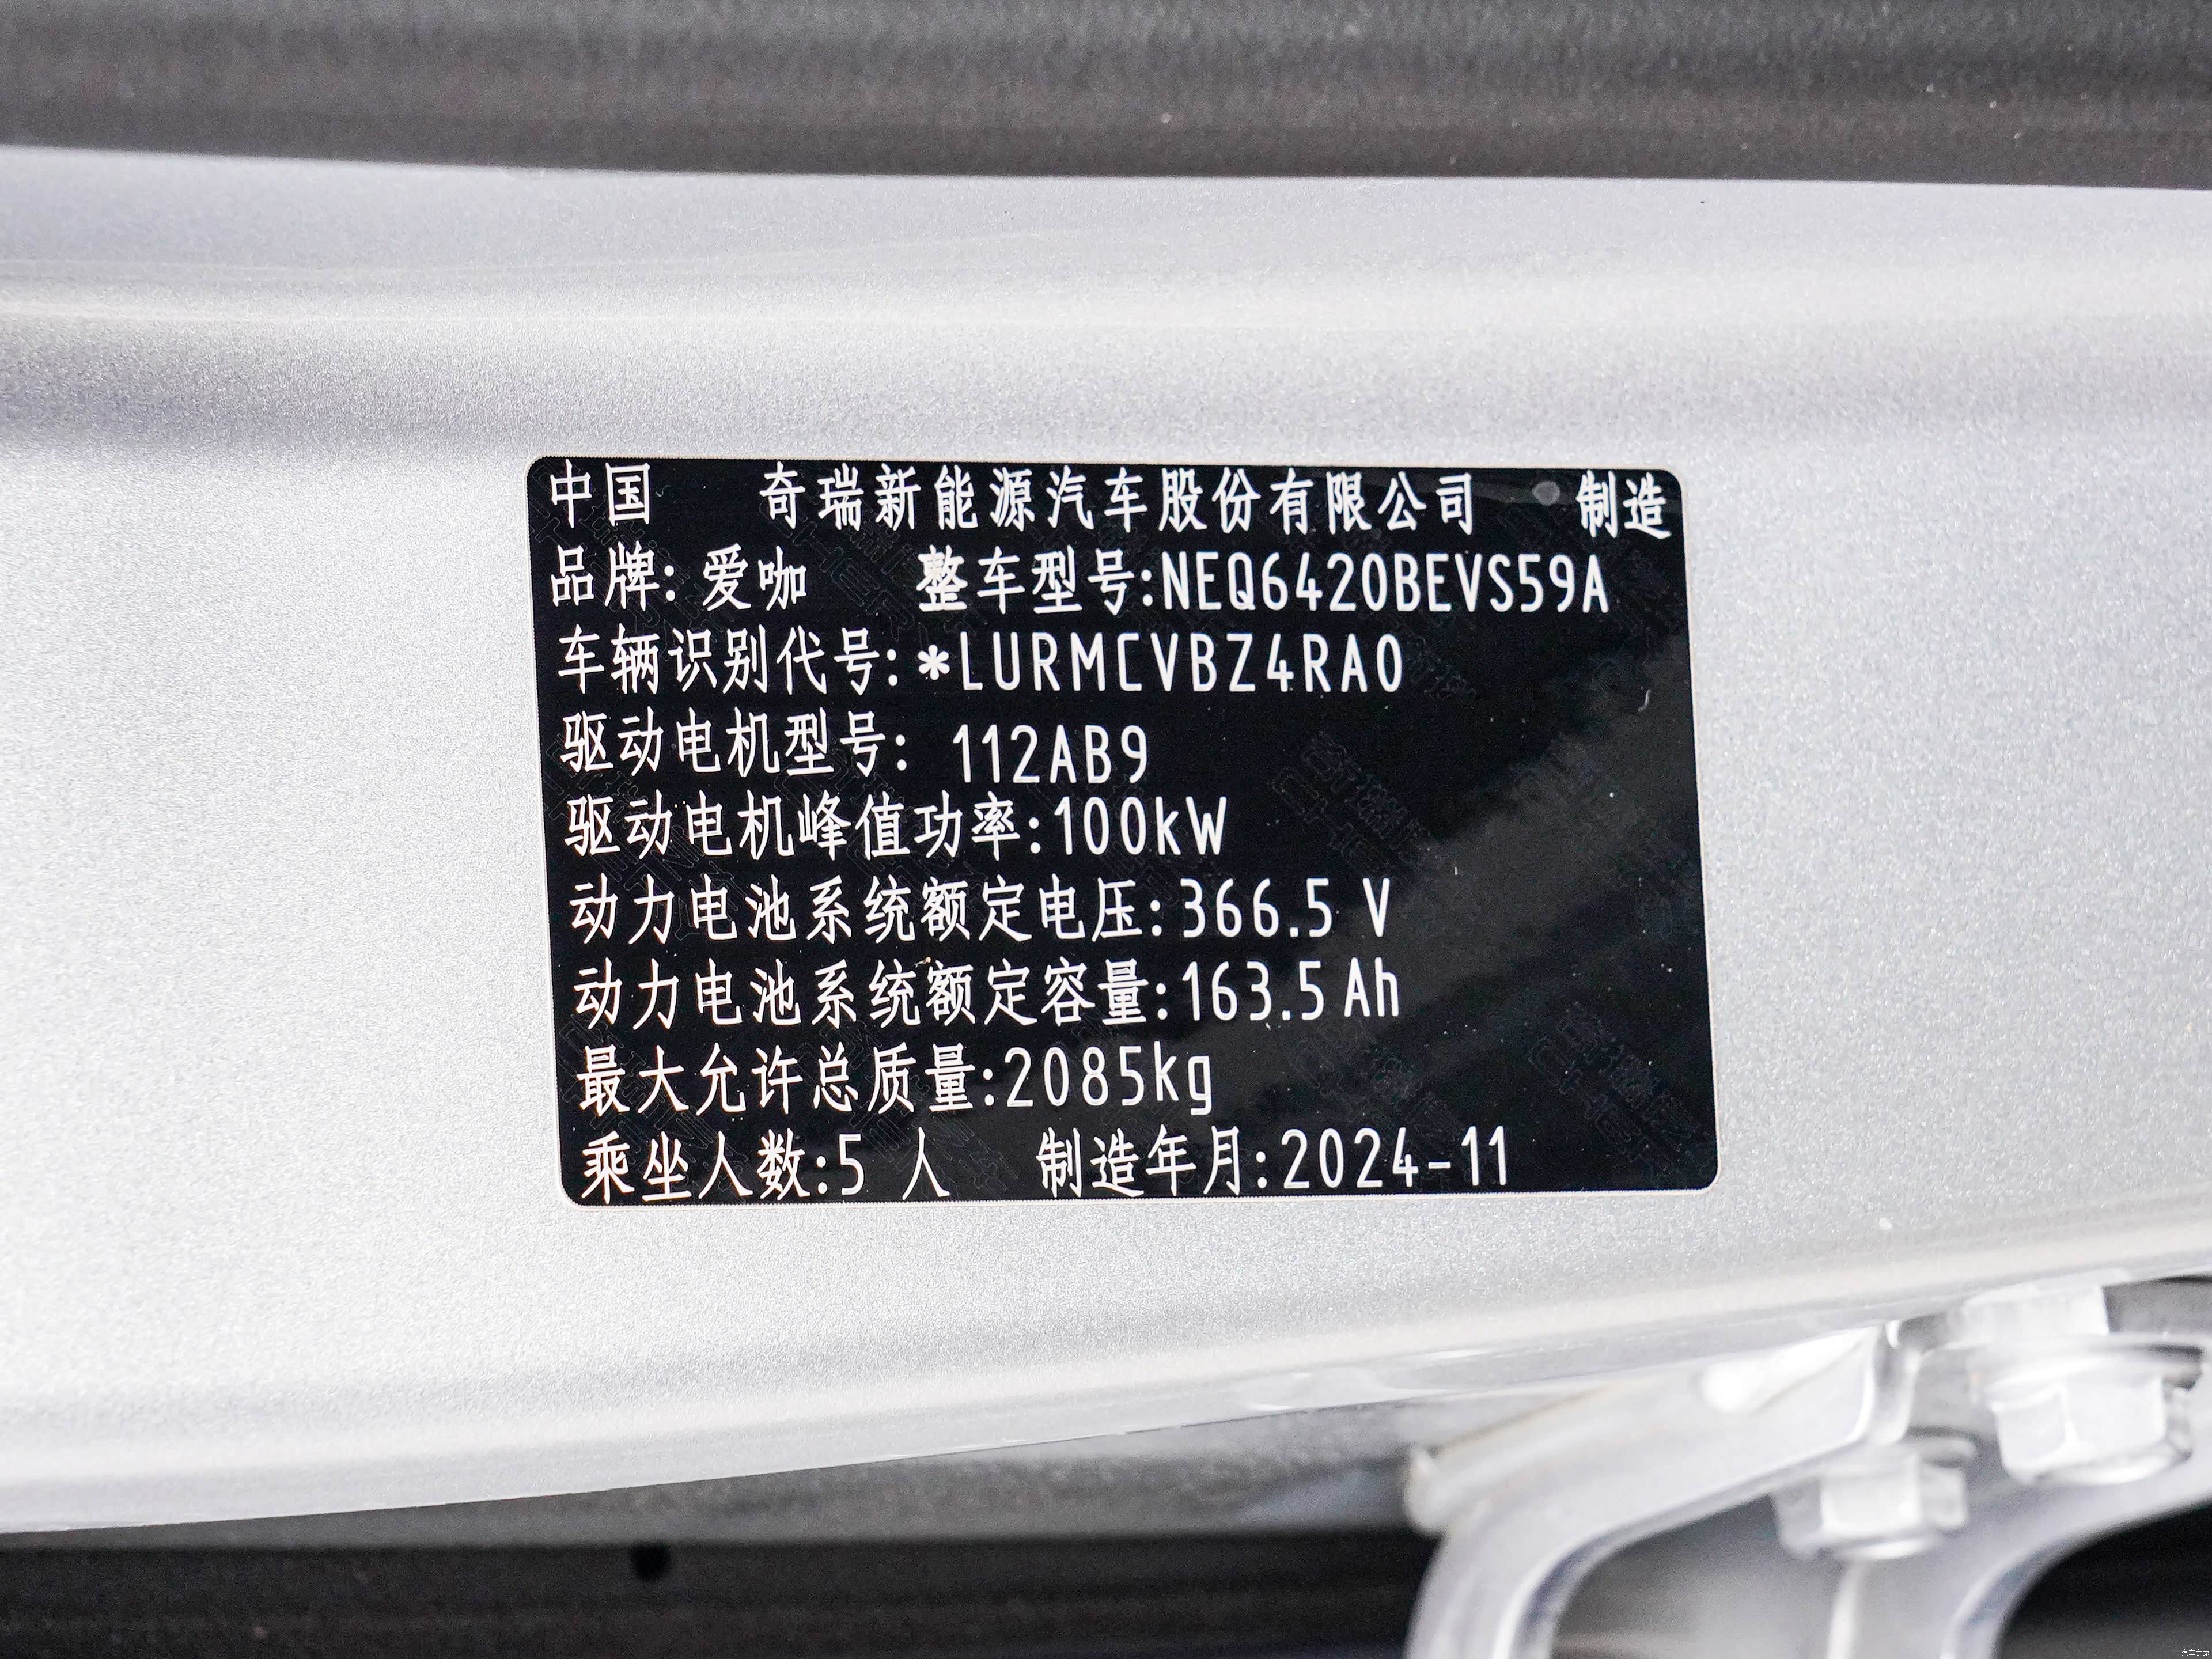 中国 奇瑞新能源汽车股份有限公司 制造
品牌: 爱咖 整车型号:NEQ6420BEVS59A
车辆识别代号:*LURMCVBZ4RA0
驱动电机型号: 112AB9
驱动电机峰值功率:100kW
动力电池系统额定电压:366.5 V
动力电池系统额定容量:163.5 Ah
最大允许总质量:2085kg
乘坐人数:5 人 制造年月:2024-11
汽车之家